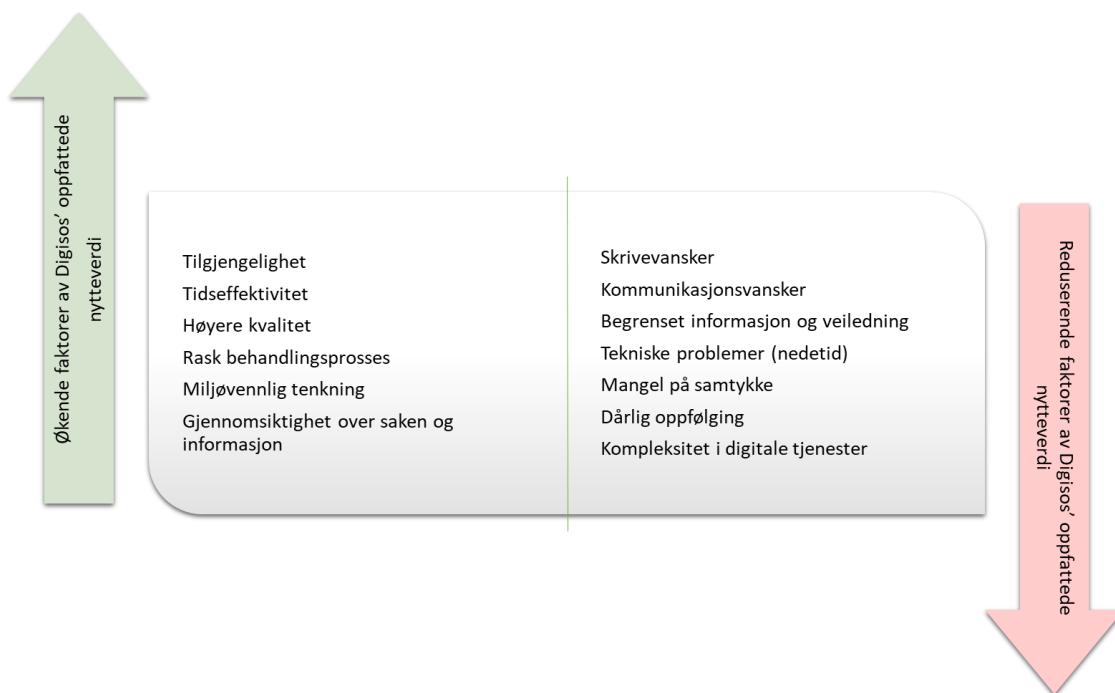 Økende faktorer av Digisos’ oppfattede
nytteverdi
Tilgjengelighet
Tidseffektivitet
Høyere kvalitet
Rask behandlingsprosses
Miljøvennlig tenkning
Gjennomsiktighet over saken og
informasjon
Skrivevansker
Kommunikasjonsvansker
Begrenset informasjon og veiledning
Tekniske problemer (nedetid)
Mangel på samtykke
Dårlig oppfølging
Kompleksitet i digitale tjenester
Reduserende faktorer av Digisos’ oppfattede
nytteverdi